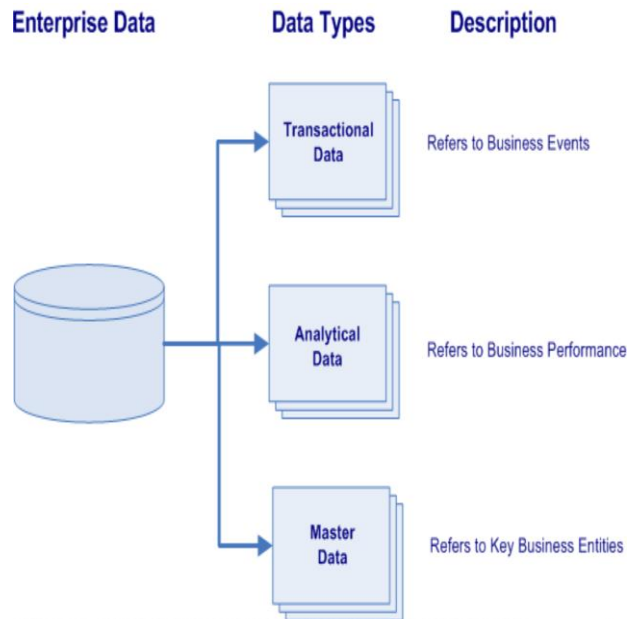 Enterprise Data
Data Types
Description
Transactional
Data
Refers to Business Events
Analytical
Data
Refers to Business Performance
Master
Data
Refers to Key Business Entities